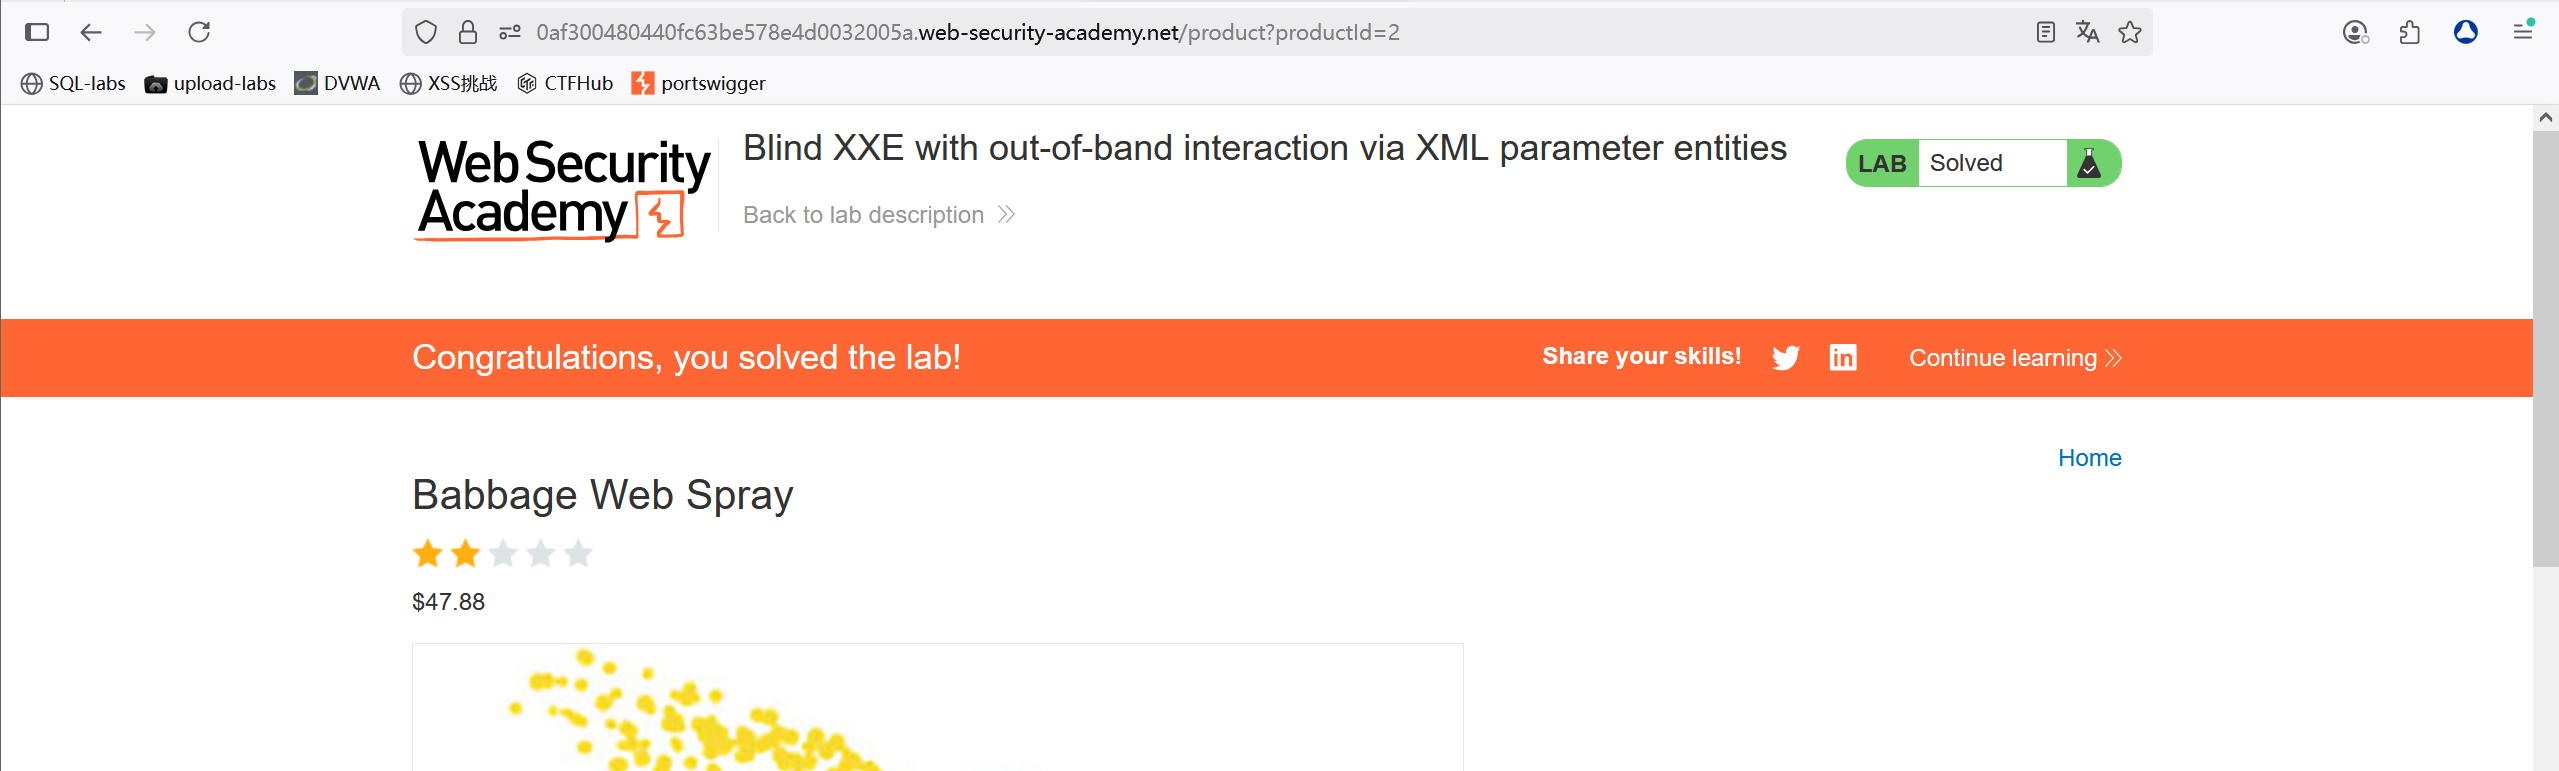 0af300480440fc63be578e4d0032005a.web-security-academy.net/product?productId=2
SQL-labs upload-labs DVWA XSS挑战 CTFHub portswigger
Web Security
Academy
Blind XXE with out-of-band interaction via XML parameter entities
Back to lab description
LAB Solved
Congratulations, you solved the lab!
Share your skills!
Continue learning
Home
Babbage Web Spray
$47.88